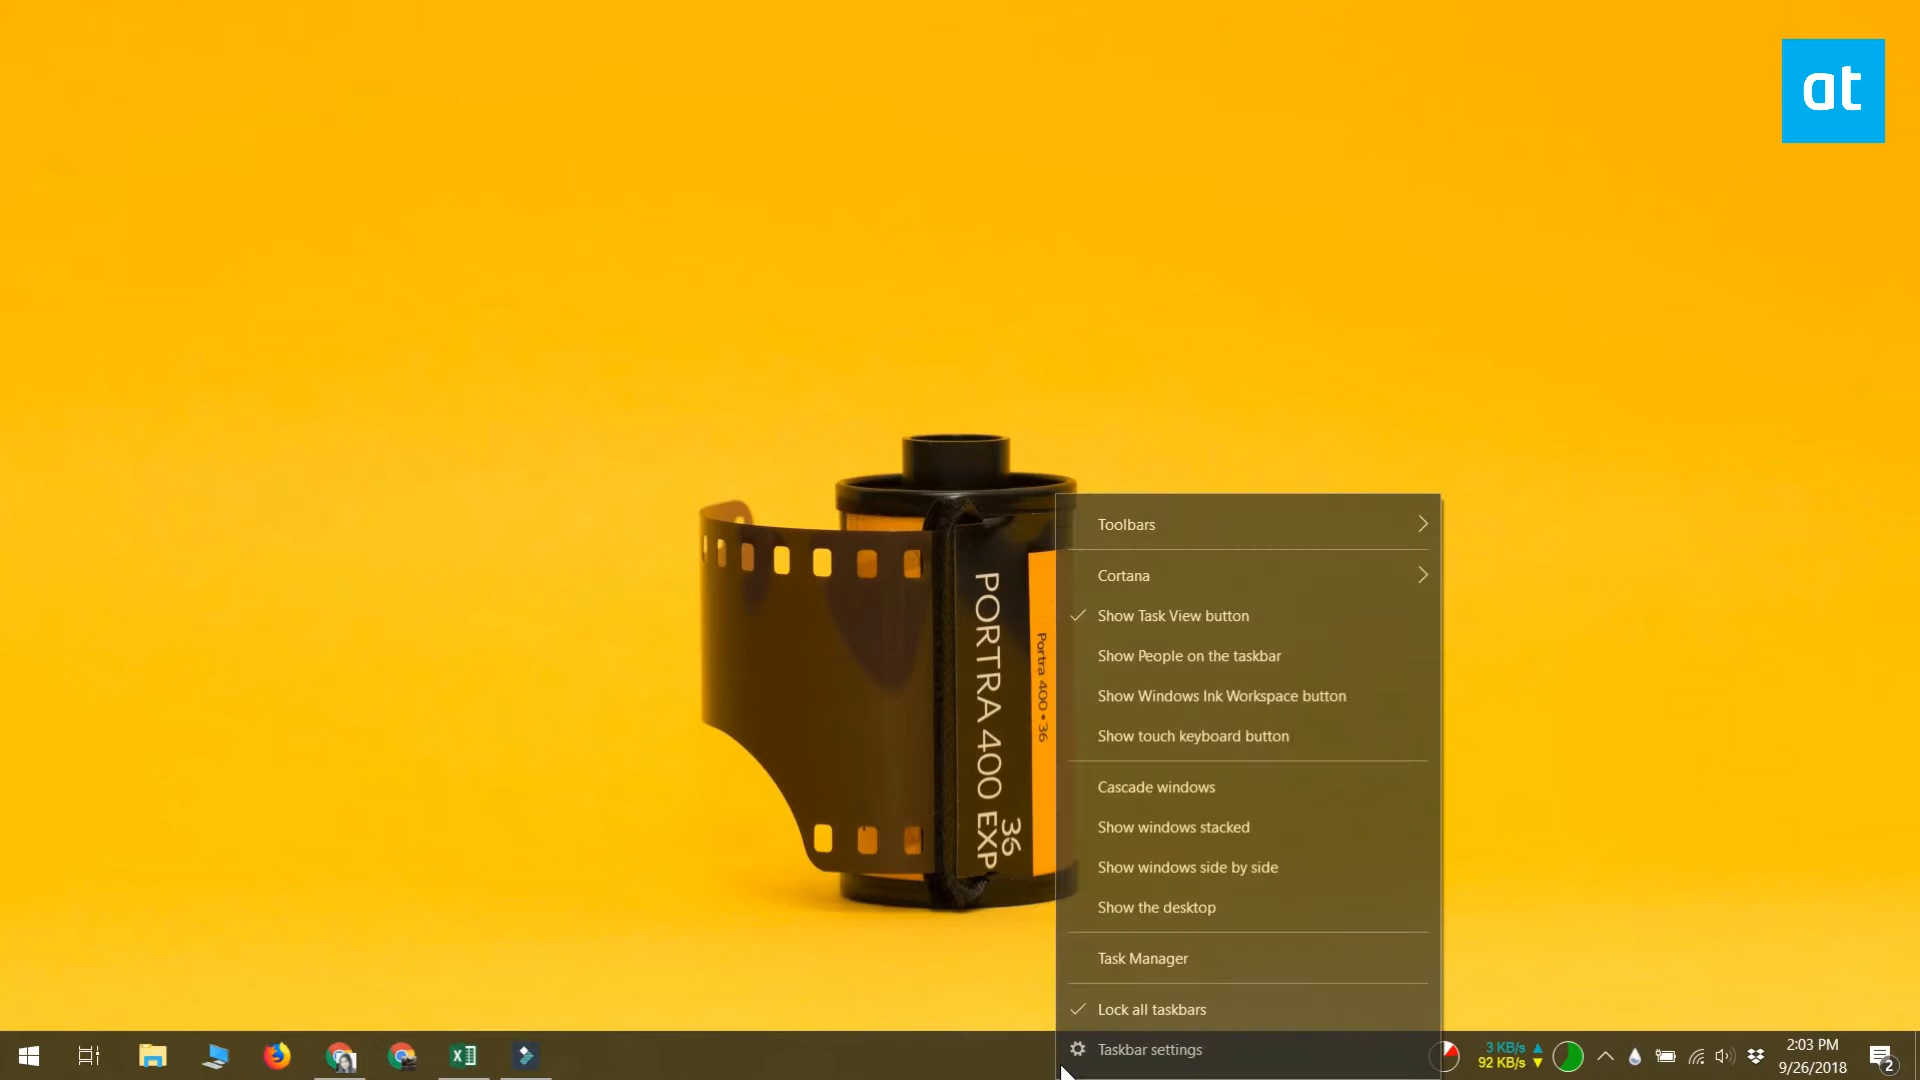 at
PORTRA 400 EXP
36
Portra 400 • 36
Toolbars
Cortana
Show Task View button
Show People on the taskbar
Show Windows Ink Workspace button
Show touch keyboard button
Cascade windows
Show windows stacked
Show windows side by side
Show the desktop
Task Manager
Lock all taskbars
Taskbar settings
3 KB/s
92 KB/s
2:03 PM
9/26/2018
2